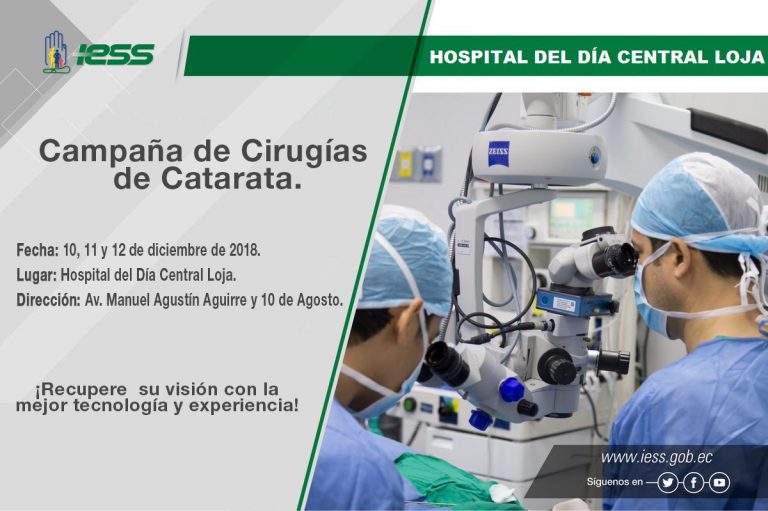 IESS
HOSPITAL DEL DÍA CENTRAL LOJA
Campaña de Cirugías
de Catarata.
Fecha: 10, 11 y 12 de diciembre de 2018.
Lugar: Hospital del Día Central Loja.
Dirección: Av. Manuel Agustín Aguirre y 10 de Agosto.
¡Recupere su visión con la
mejor tecnología y experiencia!
ZEISS
www.iess.gob.ec
Síguenos en